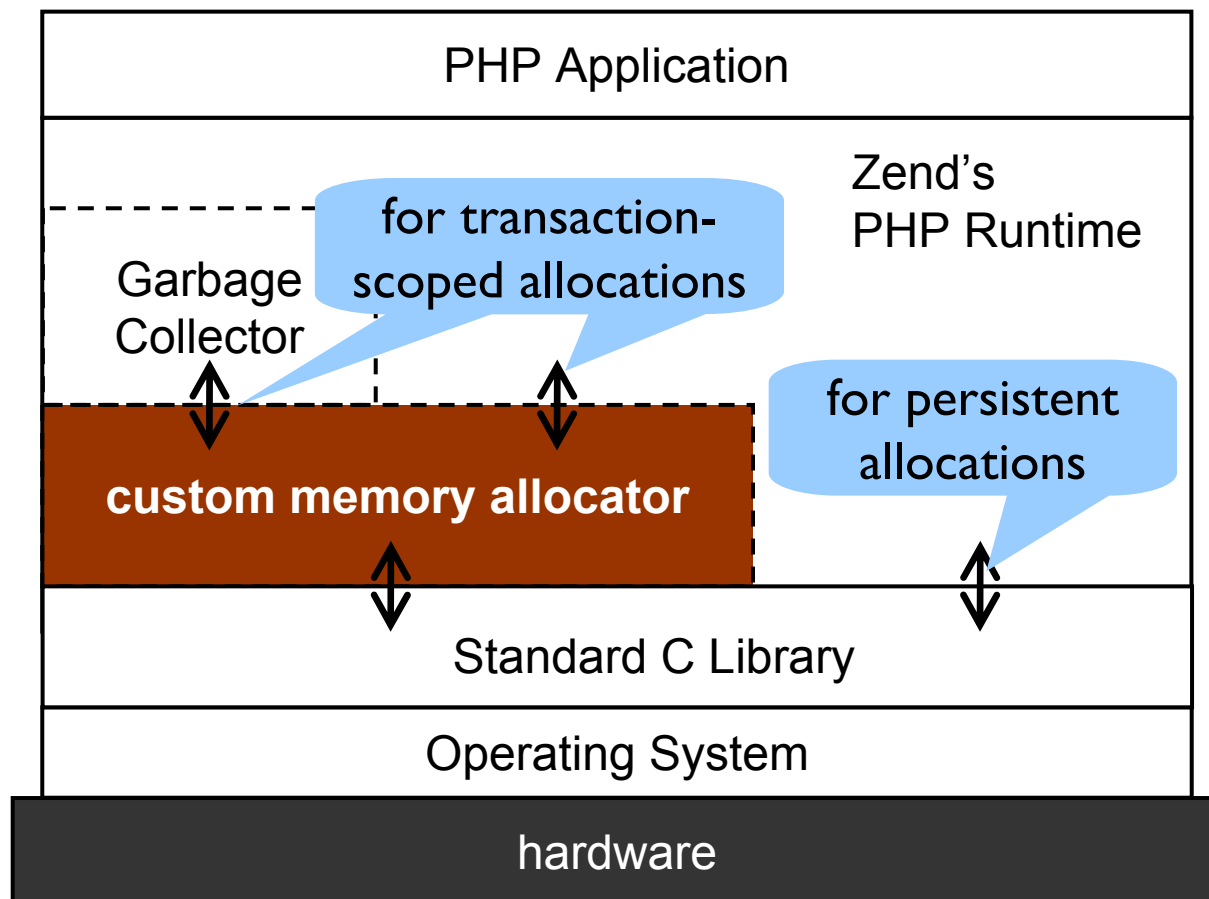 PHP Application
Zend's
PHP Runtime
for transaction-
scoped allocations
Garbage
Collector
for persistent
allocations
custom memory allocator
Standard C Library
Operating System
hardware